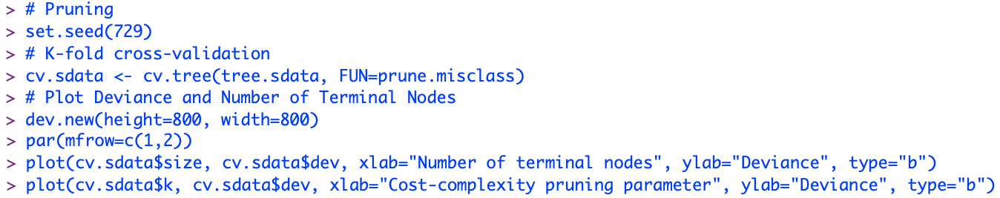 > # Pruning
> set.seed(729)
> # K-fold cross-validation
> cv.sdata <- cv.tree(tree.sdata, FUN=prune.misclass)
> # Plot Deviance and Number of Terminal Nodes
> dev.new(height=800, width=800)
> par(mfrow=c(1,2))
> plot(cv.sdata$size, cv.sdata$dev, xlab="Number of terminal nodes", ylab="Deviance", type="b")
> plot(cv.sdata$k, cv.sdata$dev, xlab="Cost-complexity pruning parameter", ylab="Deviance", type="b")